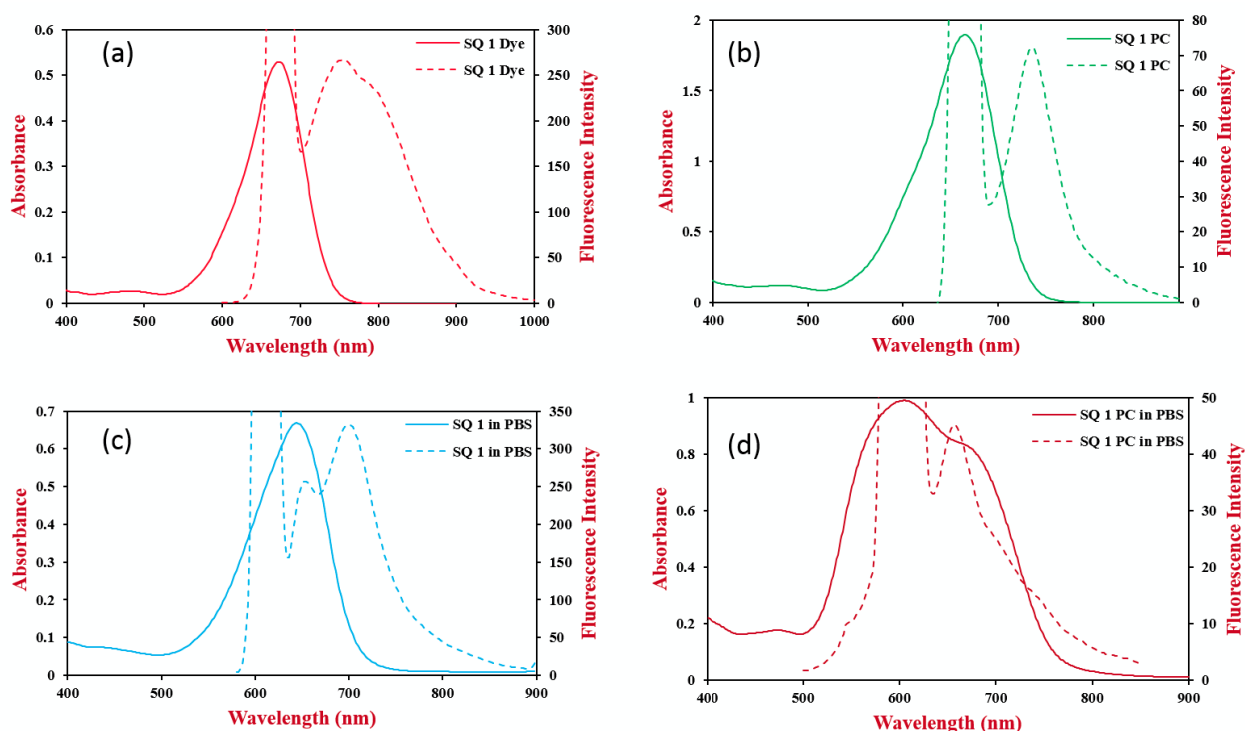 (a)
SQ 1 Dye
SQ 1 Dye
0.6
0.5
0.4
0.3
0.2
0.1
0
300
250
200
150
100
50
0
400 500 600 700 800 900 1000
Absorbance
Fluorescence Intensity
Wavelength (nm)
(b)
SQ 1 PC
SQ 1 PC
2
1.5
1
0.5
0
80
70
60
50
40
30
20
10
0
400 500 600 700 800
Absorbance
Fluorescence Intensity
Wavelength (nm)
(c)
SQ 1 in PBS
SQ 1 in PBS
0.7
0.6
0.5
0.4
0.3
0.2
0.1
0
350
300
250
200
150
100
50
0
400 500 600 700 800 900
Absorbance
Fluorescence Intensity
Wavelength (nm)
(d)
SQ 1 PC in PBS
SQ 1 PC in PBS
1
0.8
0.6
0.4
0.2
0
50
40
30
20
10
0
400 500 600 700 800 900
Absorbance
Fluorescence Intensity
Wavelength (nm)